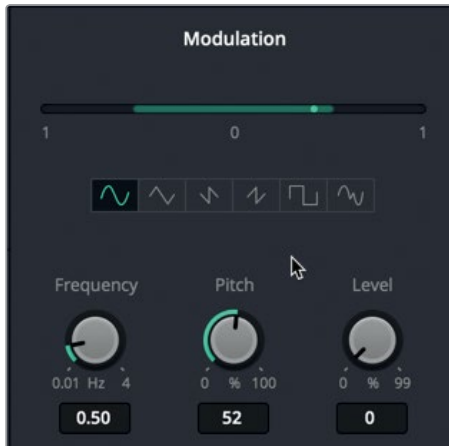 Modulation
1 0 1
Frequency Pitch Level
0.01 Hz 4 0 % 100 0 % 99
0.50 52 0